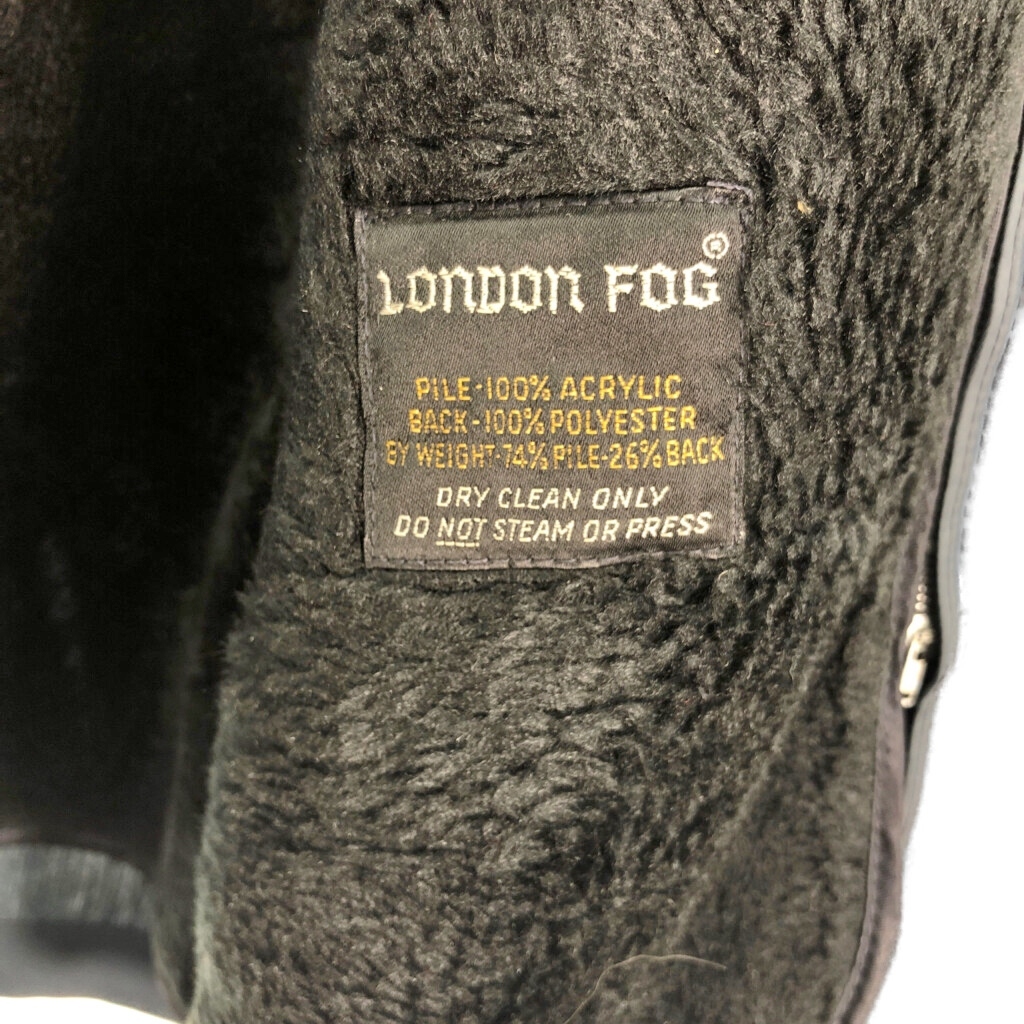 LONDON FOG®
PILE-100% ACRYLIC
BACK-100% POLYESTER
BY WEIGHT-74% PILE-26% BACK
DRY CLEAN ONLY
DO NOT STEAM OR PRESS